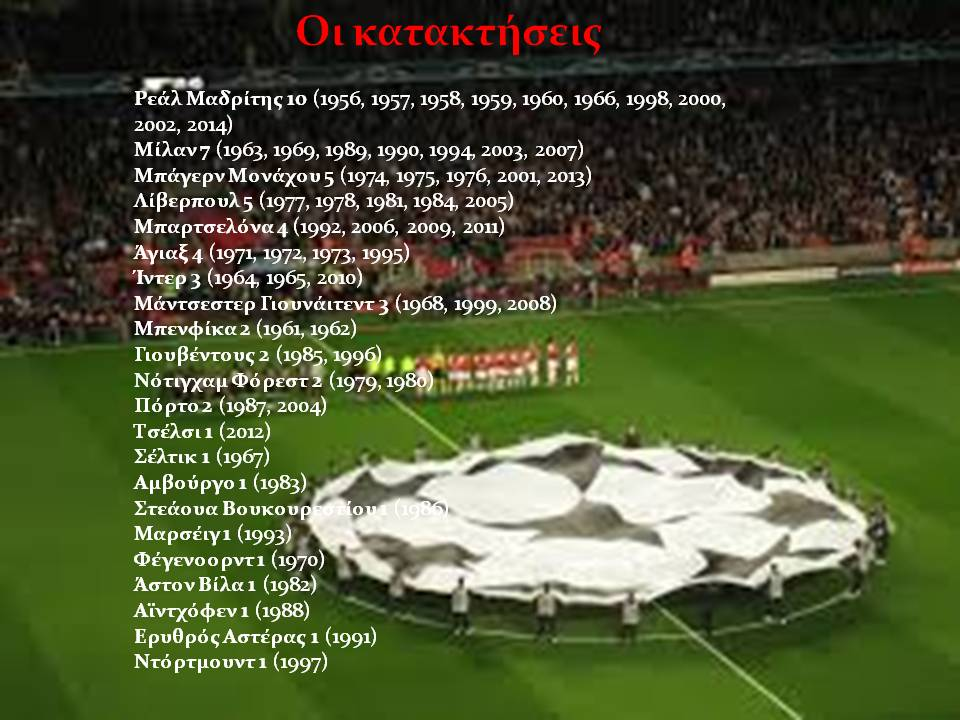 Οι κατακτήσεις
Ρεάλ Μαδρίτης 10 (1956, 1957, 1958, 1959, 1960, 1966, 1998, 2000,
2002, 2014)
Μίλαν 7 (1963, 1969, 1989, 1990, 1994, 2003, 2007)
Μπάγερν Μονάχου 5 (1974, 1975, 1976, 2001, 2013)
Λίβερπουλ 5 (1977, 1978, 1981, 1984, 2005)
Μπαρτσελόνα 4 (1992, 2006, 2009, 2011)
Άγιαξ 4 (1971, 1972, 1973, 1995)
Ίντερ 3 (1964, 1965, 2010)
Μάντσεστερ Γιουνάιτεντ 3 (1968, 1999, 2008)
Μπενφίκα 2 (1961, 1962)
Γιουβέντους 2 (1985, 1996)
Νότιγχαμ Φόρεστ 2 (1979, 1980)
Πόρτο 2 (1987, 2004)
Τσέλσι 1 (2012)
Σέλτικ 1 (1967)
Αμβούργο 1 (1983)
Στεάουα Βουκουρεστίου 1 (1986)
Μαρσέιγ 1 (1993)
Φέγενοορντ 1 (1970)
Άστον Βίλα 1 (1982)
Αϊντχόφεν 1 (1988)
Ερυθρός Αστέρας 1 (1991)
Ντόρτμουντ 1 (1997)